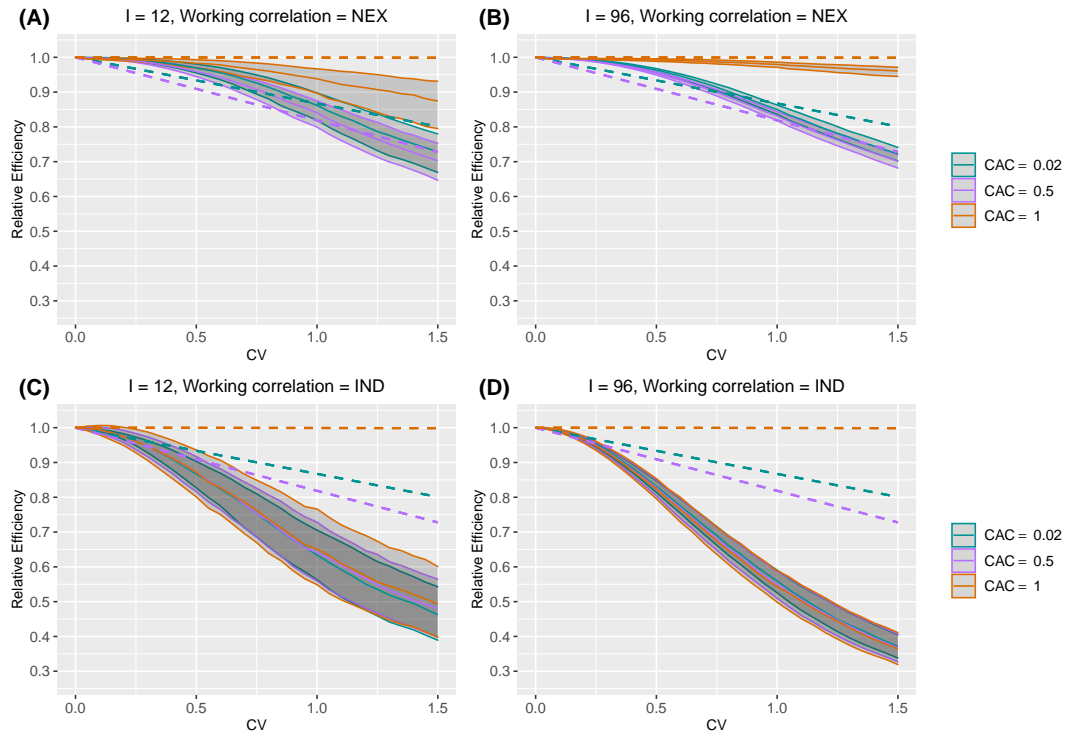 (A) I = 12, Working correlation = NEX
Relative Efficiency
1.0
0.9
0.8
0.7
0.6
0.5
0.4
0.3
0.0 0.5 1.0 1.5
CV
(B) I = 96, Working correlation = NEX
Relative Efficiency
1.0
0.9
0.8
0.7
0.6
0.5
0.4
0.3
0.0 0.5 1.0 1.5
CV
CAC = 0.02
CAC = 0.5
CAC = 1
(C) I = 12, Working correlation = IND
Relative Efficiency
1.0
0.9
0.8
0.7
0.6
0.5
0.4
0.3
0.0 0.5 1.0 1.5
CV
(D) I = 96, Working correlation = IND
Relative Efficiency
1.0
0.9
0.8
0.7
0.6
0.5
0.4
0.3
0.0 0.5 1.0 1.5
CV
CAC = 0.02
CAC = 0.5
CAC = 1